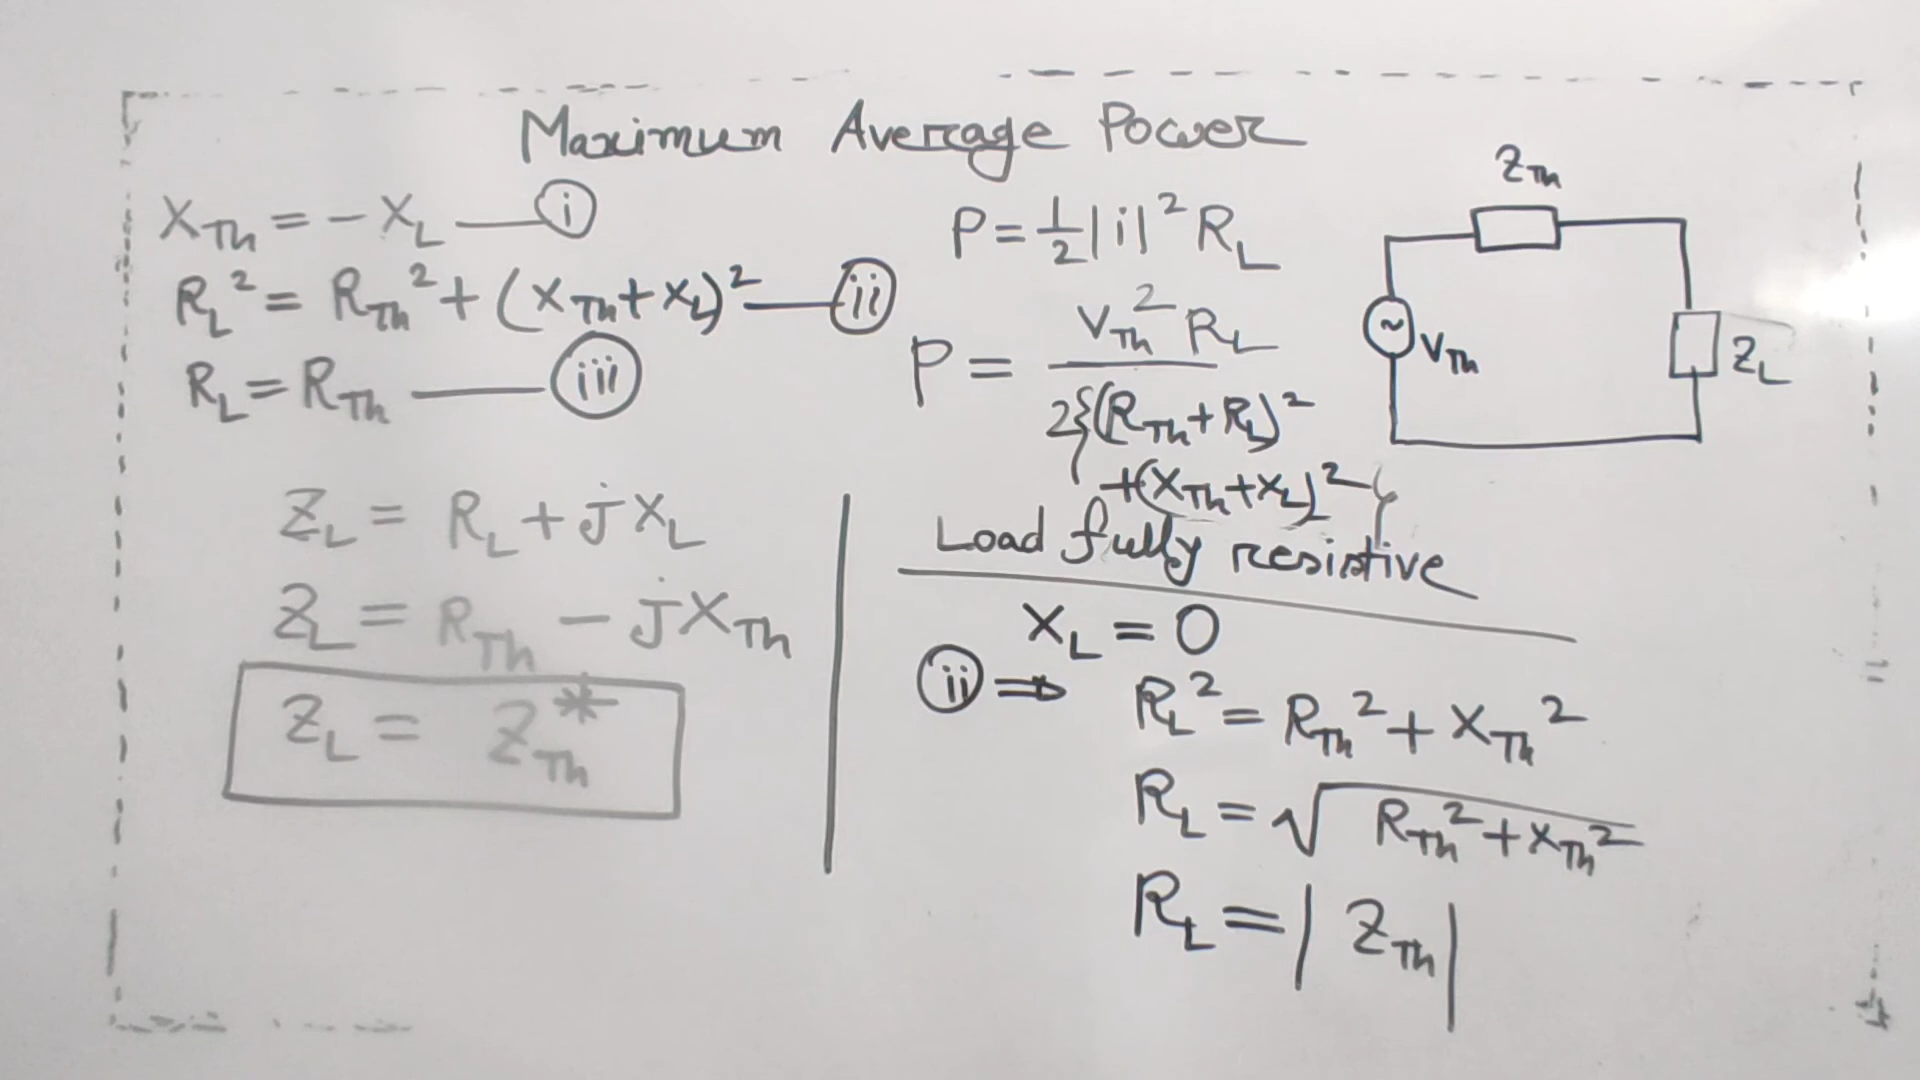 Maximum Average Power
X_Th = - X_L —— (i)
R_L² = R_Th² + (X_Th + X_L)² —— (ii)
R_L = R_Th —— (iii)
Z_L = R_L + jX_L
Z_L = R_Th - jX_Th
Z_L = Z_Th*
P = 1/2 |i|² R_L
P = V_Th² R_L / 2{(R_Th + R_L)²
+ (X_Th + X_L)²}
Z_Th
V_Th
Z_L
Load fully resistive
X_L = 0
(ii) ⇒ R_L² = R_Th² + X_Th²
R_L = √(R_Th² + X_Th²)
R_L = |Z_Th|